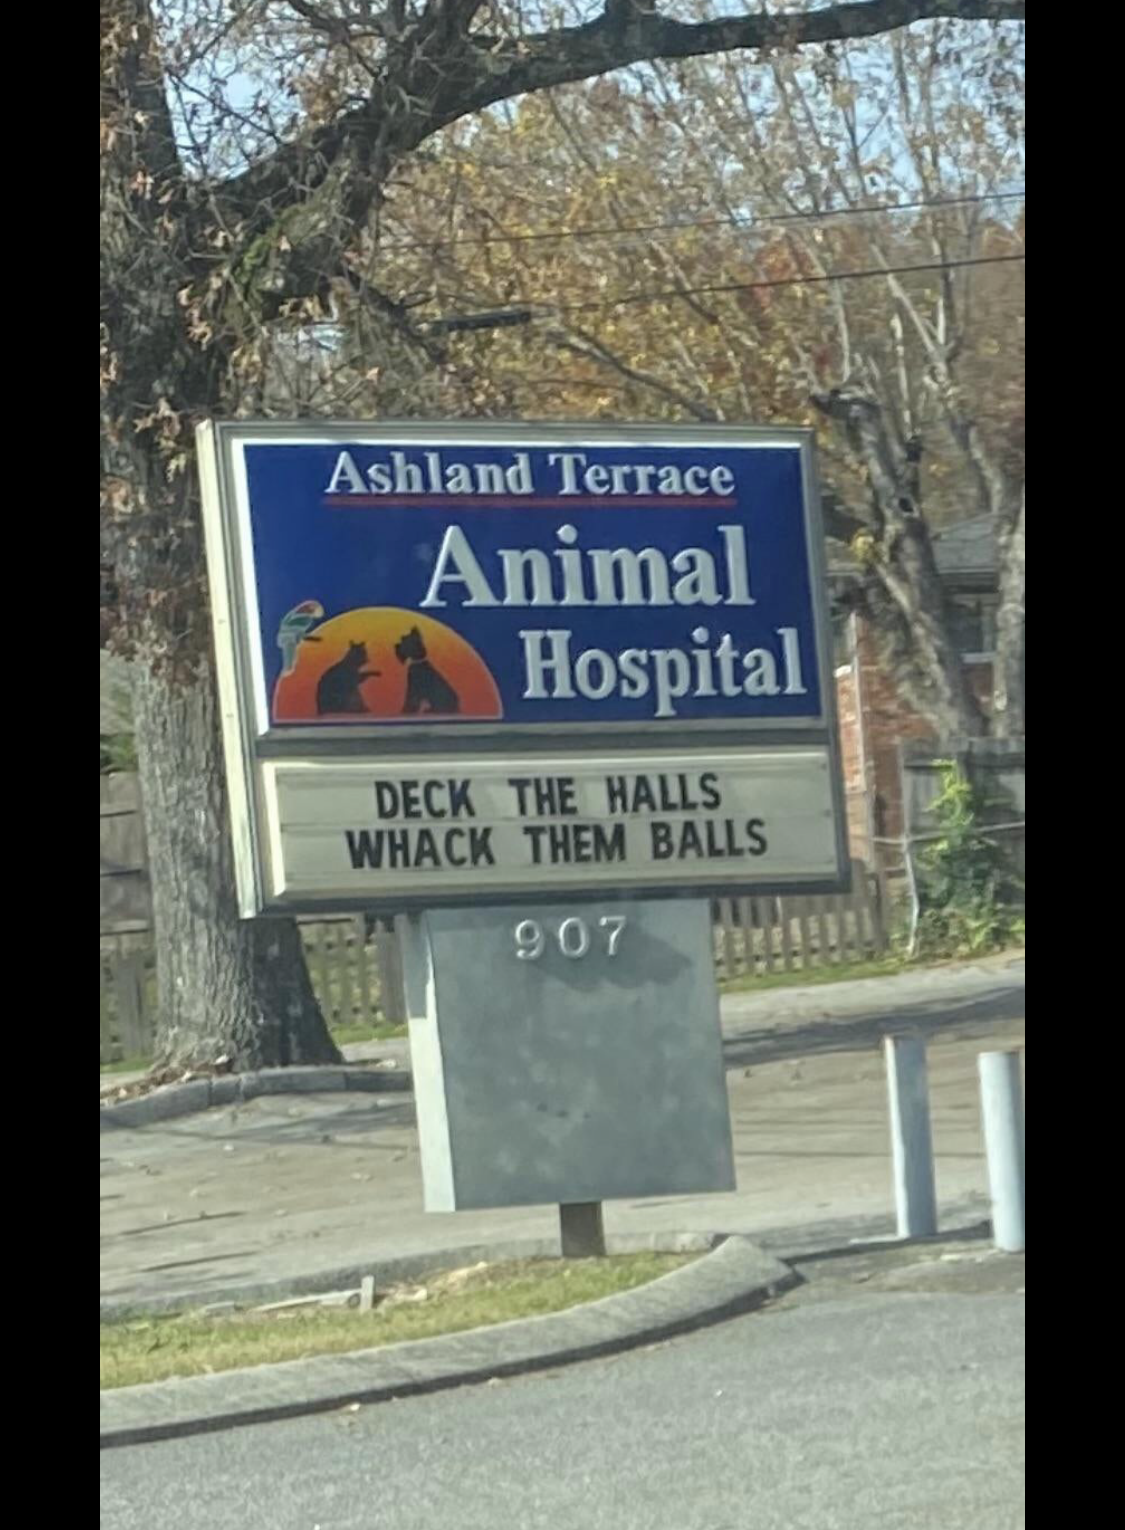 Ashland Terrace
Animal
Hospital
DECK THE HALLS
WHACK THEM BALLS
907